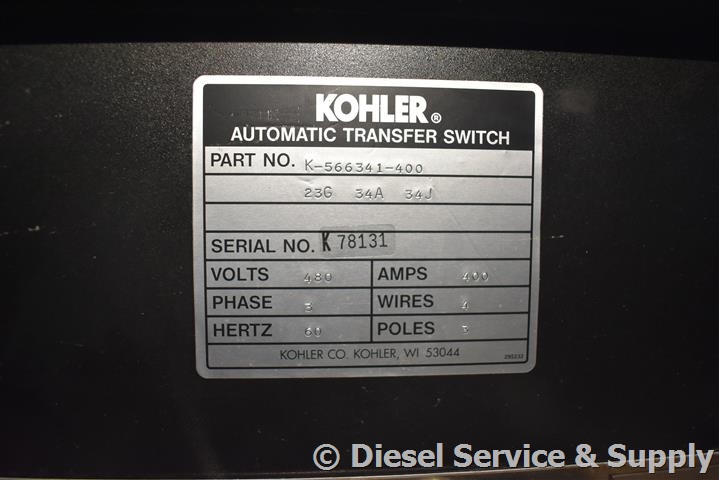 KOHLER®
AUTOMATIC TRANSFER SWITCH
PART NO. K-566341-400
23G 34A 34J
SERIAL NO. K 78131
VOLTS 480 AMPS 400
PHASE 3 WIRES 4
HERTZ 60 POLES 3
KOHLER CO. KOHLER, WI 53044
© Diesel Service & Supply